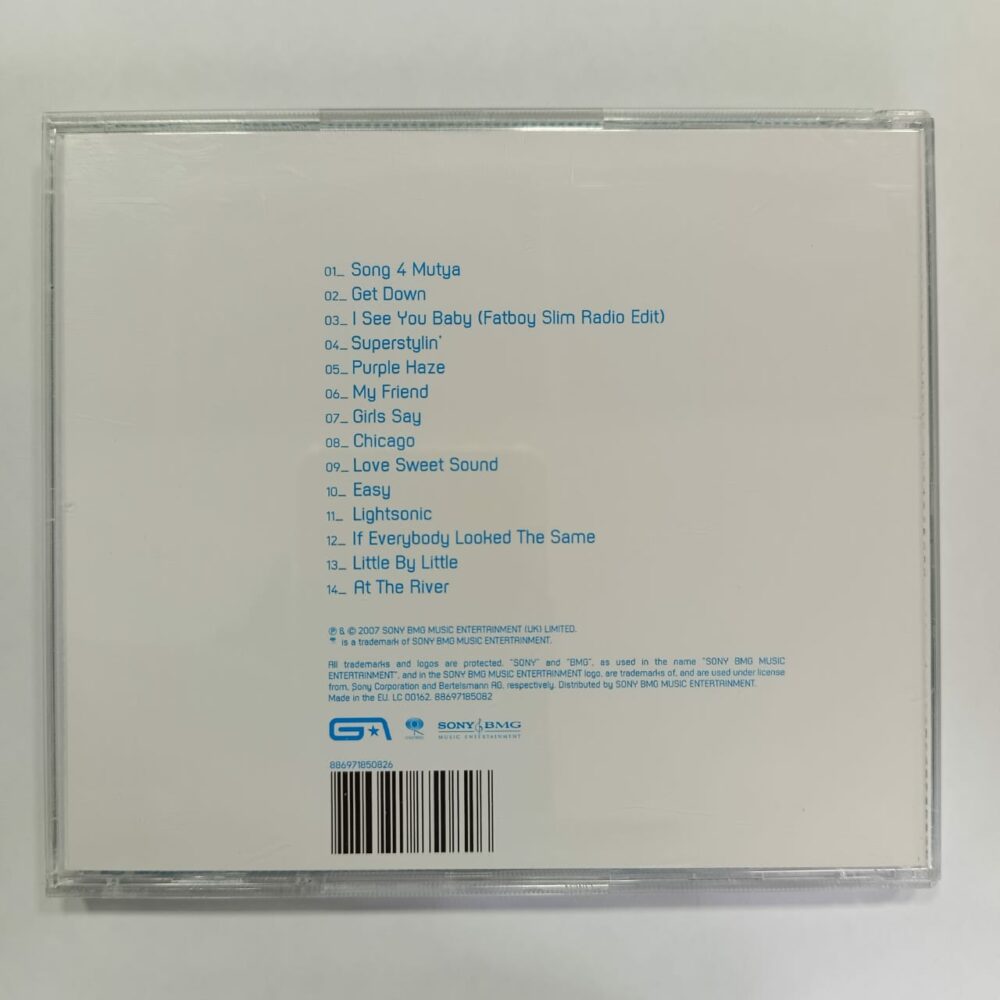 01_ Song 4 Mutya
02_ Get Down
03_ I See You Baby (Fatboy Slim Radio Edit)
04_ Superstylin'
05_ Purple Haze
06_ My Friend
07_ Girls Say
08_ Chicago
09_ Love Sweet Sound
10_ Easy
11_ Lightsonic
12_ If Everybody Looked The Same
13_ Little By Little
14_ At The River
℗ & © 2007 SONY BMG MUSIC ENTERTAINMENT (UK) LIMITED.
is a trademark of SONY BMG MUSIC ENTERTAINMENT.
All trademarks and logos are protected. "SONY" and "BMG", as used in the name "SONY BMG MUSIC
ENTERTAINMENT", and in the SONY BMG MUSIC ENTERTAINMENT logo, are trademarks of, and are used under license
from, Sony Corporation and Bertelsmann AG, respectively. Distributed by SONY BMG MUSIC ENTERTAINMENT.
Made in the EU. LC 00162. 88697185082
GA SONY BMG
MUSIC ENTERTAINMENT
886971850826